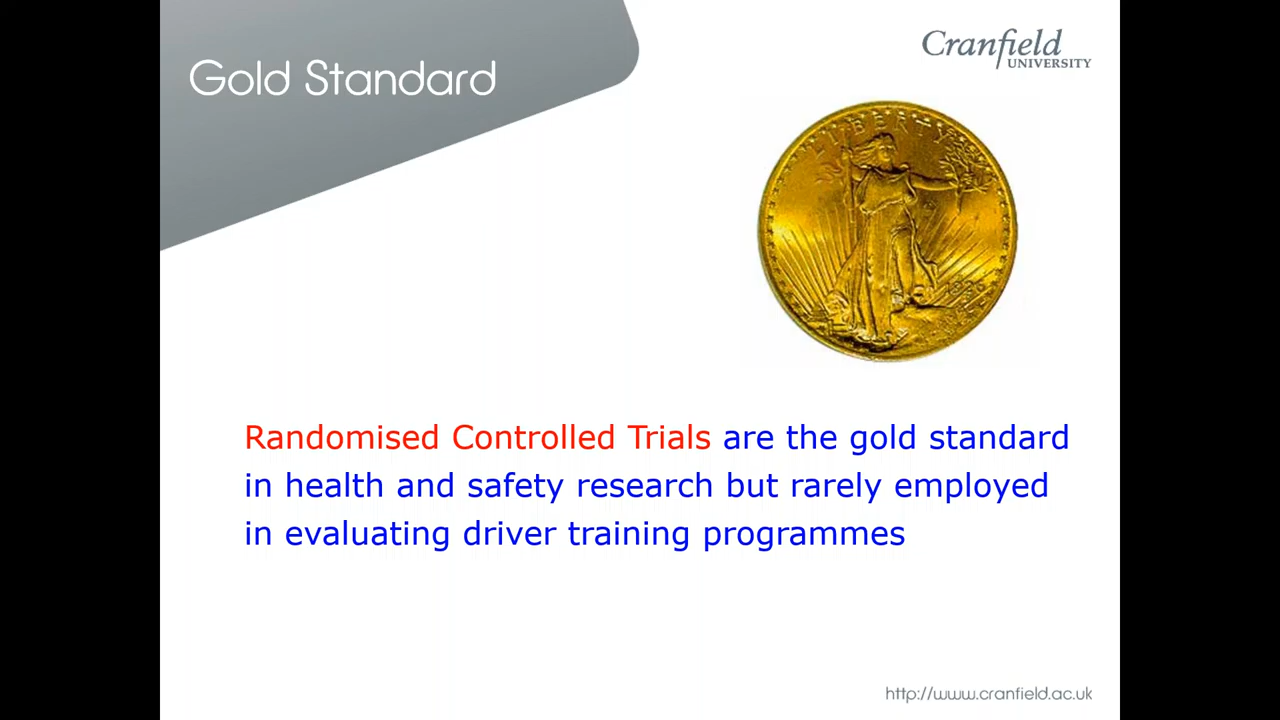 Gold Standard
Cranfield
UNIVERSITY
LIBERTY
Randomised Controlled Trials are the gold standard
in health and safety research but rarely employed
in evaluating driver training programmes
http://www.cranfield.ac.uk